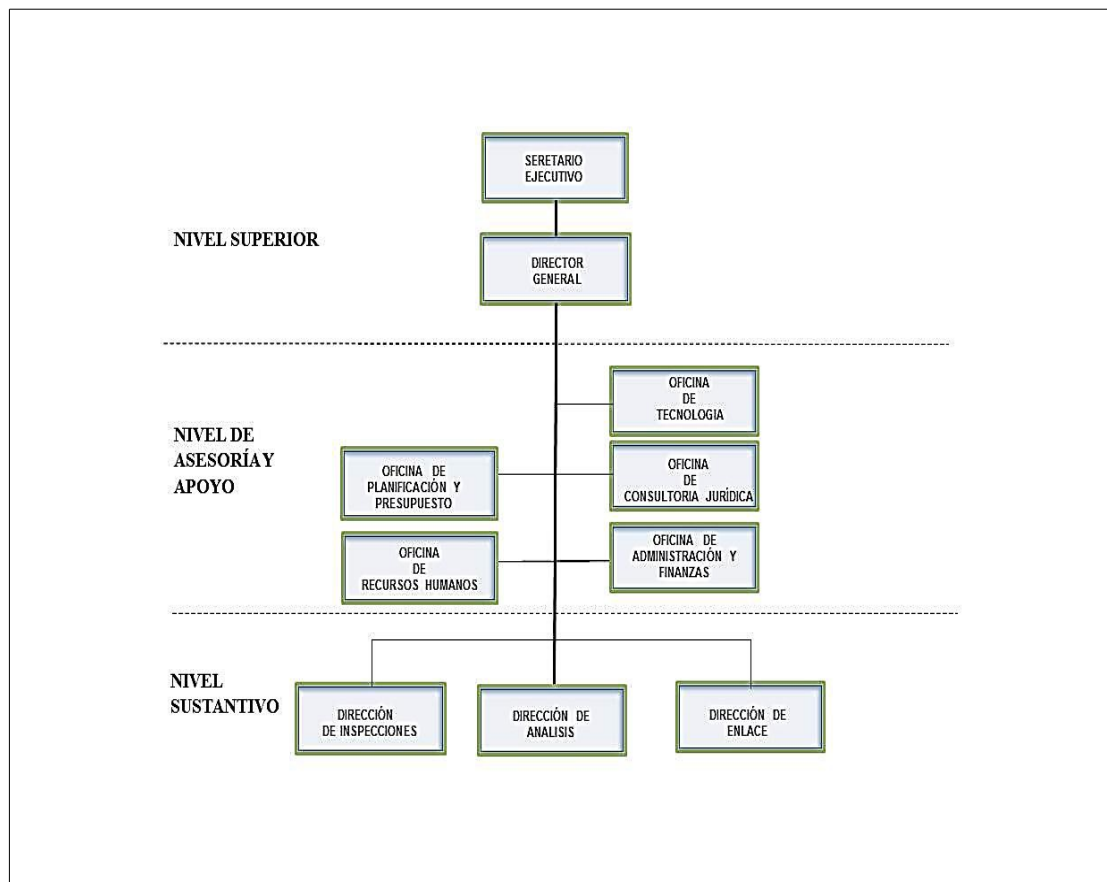 SERETARIO
EJECUTIVO
NIVEL SUPERIOR
DIRECTOR
GENERAL
OFICINA
DE
TECNOLOGIA
NIVEL DE
ASESORÍA Y
APOYO
OFICINA DE
PLANIFICACIÓN Y
PRESUPUESTO
OFICINA
DE
CONSULTORIA JURÍDICA
OFICINA
DE
RECURSOS HUMANOS
OFICINA DE
ADMINISTRACIÓN Y
FINANZAS
NIVEL
SUSTANTIVO
DIRECCIÓN
DE INSPECCIONES
DIRECCIÓN DE
ANALISIS
DIRECCIÓN DE
ENLACE